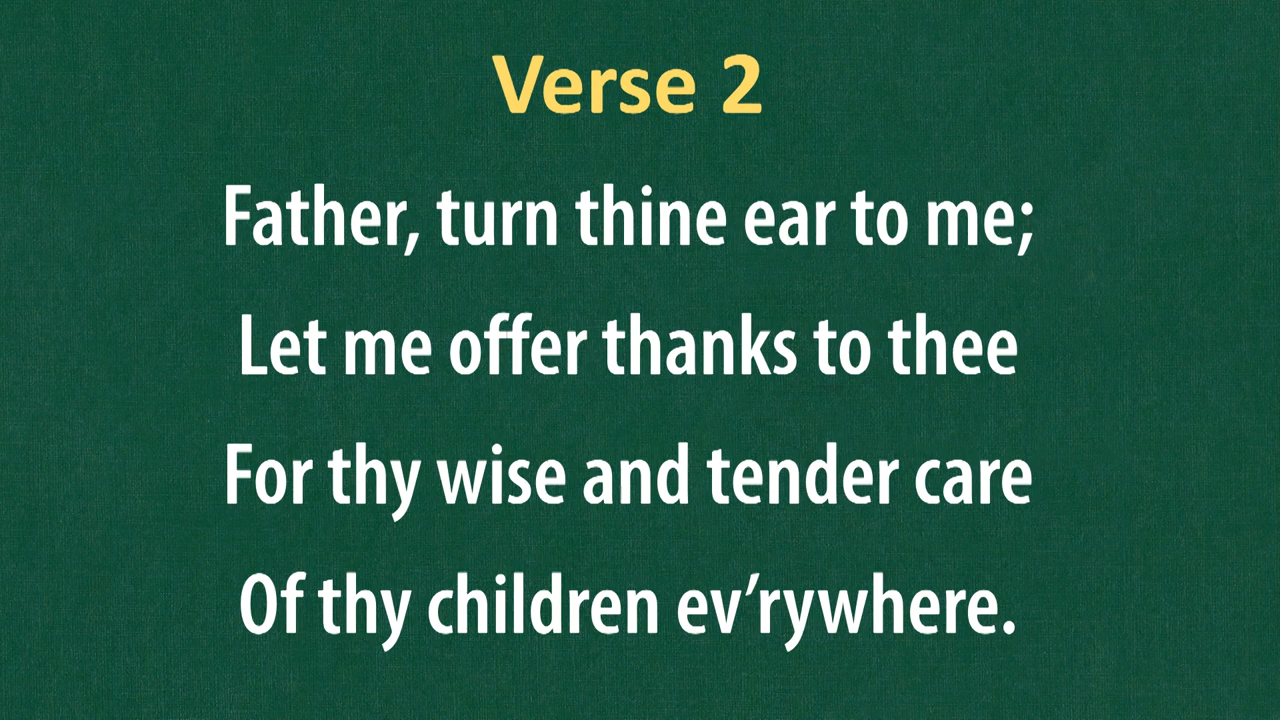 Verse 2
Father, turn thine ear to me;
Let me offer thanks to thee
For thy wise and tender care
Of thy children ev’rywhere.